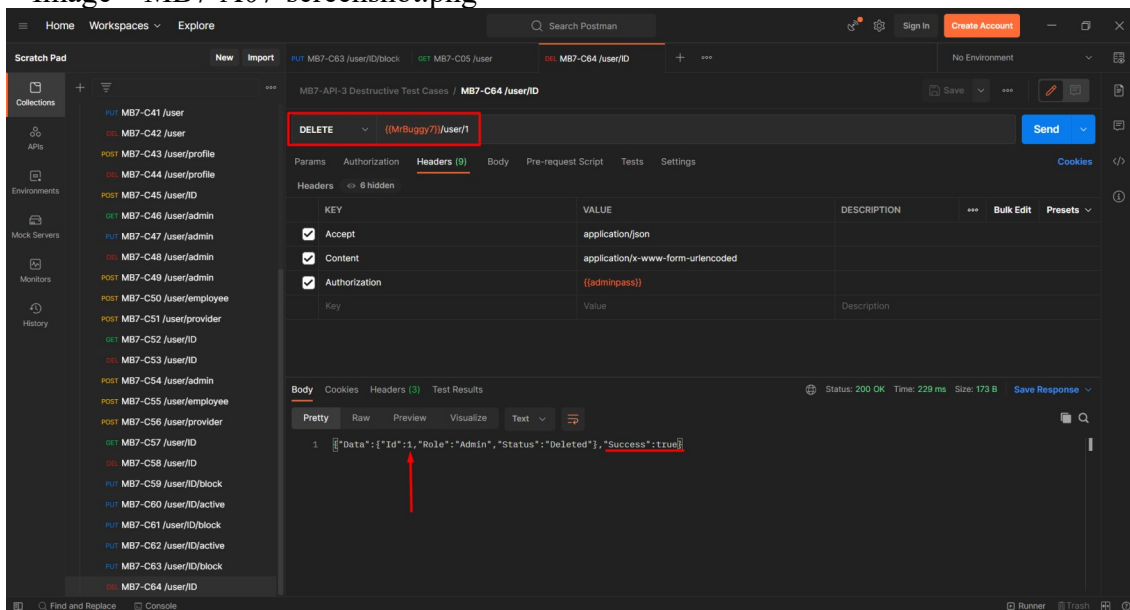 Image – MB7-A07-screenshot.png
Home Workspaces Explore
Search Postman
Sign In
Create Account
Scratch Pad
New Import
PUT MB7-C63 /user/ID/block
GET MB7-C05 /user
DEL MB7-C64 /user/ID
No Environment
Collections
APIs
Environments
Mock Servers
Monitors
History
PUT MB7-C41 /user
DEL MB7-C42 /user
POST MB7-C43 /user/profile
DEL MB7-C44 /user/profile
POST MB7-C45 /user/ID
GET MB7-C46 /user/admin
PUT MB7-C47 /user/admin
DEL MB7-C48 /user/admin
POST MB7-C49 /user/admin
POST MB7-C50 /user/employee
POST MB7-C51 /user/provider
GET MB7-C52 /user/ID
DEL MB7-C53 /user/ID
POST MB7-C54 /user/admin
POST MB7-C55 /user/employee
POST MB7-C56 /user/provider
GET MB7-C57 /user/ID
DEL MB7-C58 /user/ID
PUT MB7-C59 /user/ID/block
PUT MB7-C60 /user/ID/active
PUT MB7-C61 /user/ID/block
PUT MB7-C62 /user/ID/active
PUT MB7-C63 /user/ID/block
DEL MB7-C64 /user/ID
MB7-API-3 Destructive Test Cases / MB7-C64 /user/ID
Save
DELETE {{MrBuggy7}}/user/1
Send
Params Authorization Headers (9) Body Pre-request Script Tests Settings
Cookies
Headers 6 hidden
KEY VALUE DESCRIPTION Bulk Edit Presets
Accept application/json
Content application/x-www-form-urlencoded
Authorization {{adminpass}}
Key Value Description
Body Cookies Headers (3) Test Results
Status: 200 OK Time: 229 ms Size: 173 B Save Response
Pretty Raw Preview Visualize Text
1 {"Data":{"Id":1,"Role":"Admin","Status":"Deleted"},"Success":true}
Find and Replace Console
Runner Trash